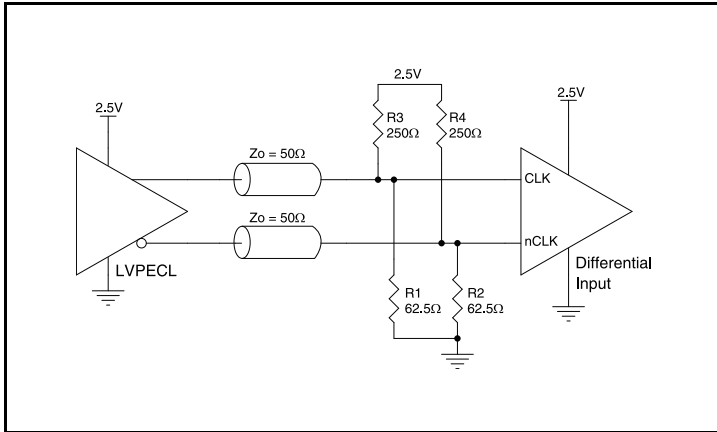 2.5V
2.5V
2.5V
R3
250Ω
R4
250Ω
Zo = 50Ω
CLK
Zo = 50Ω
nCLK
LVPECL
Differential
Input
R1
62.5Ω
R2
62.5Ω